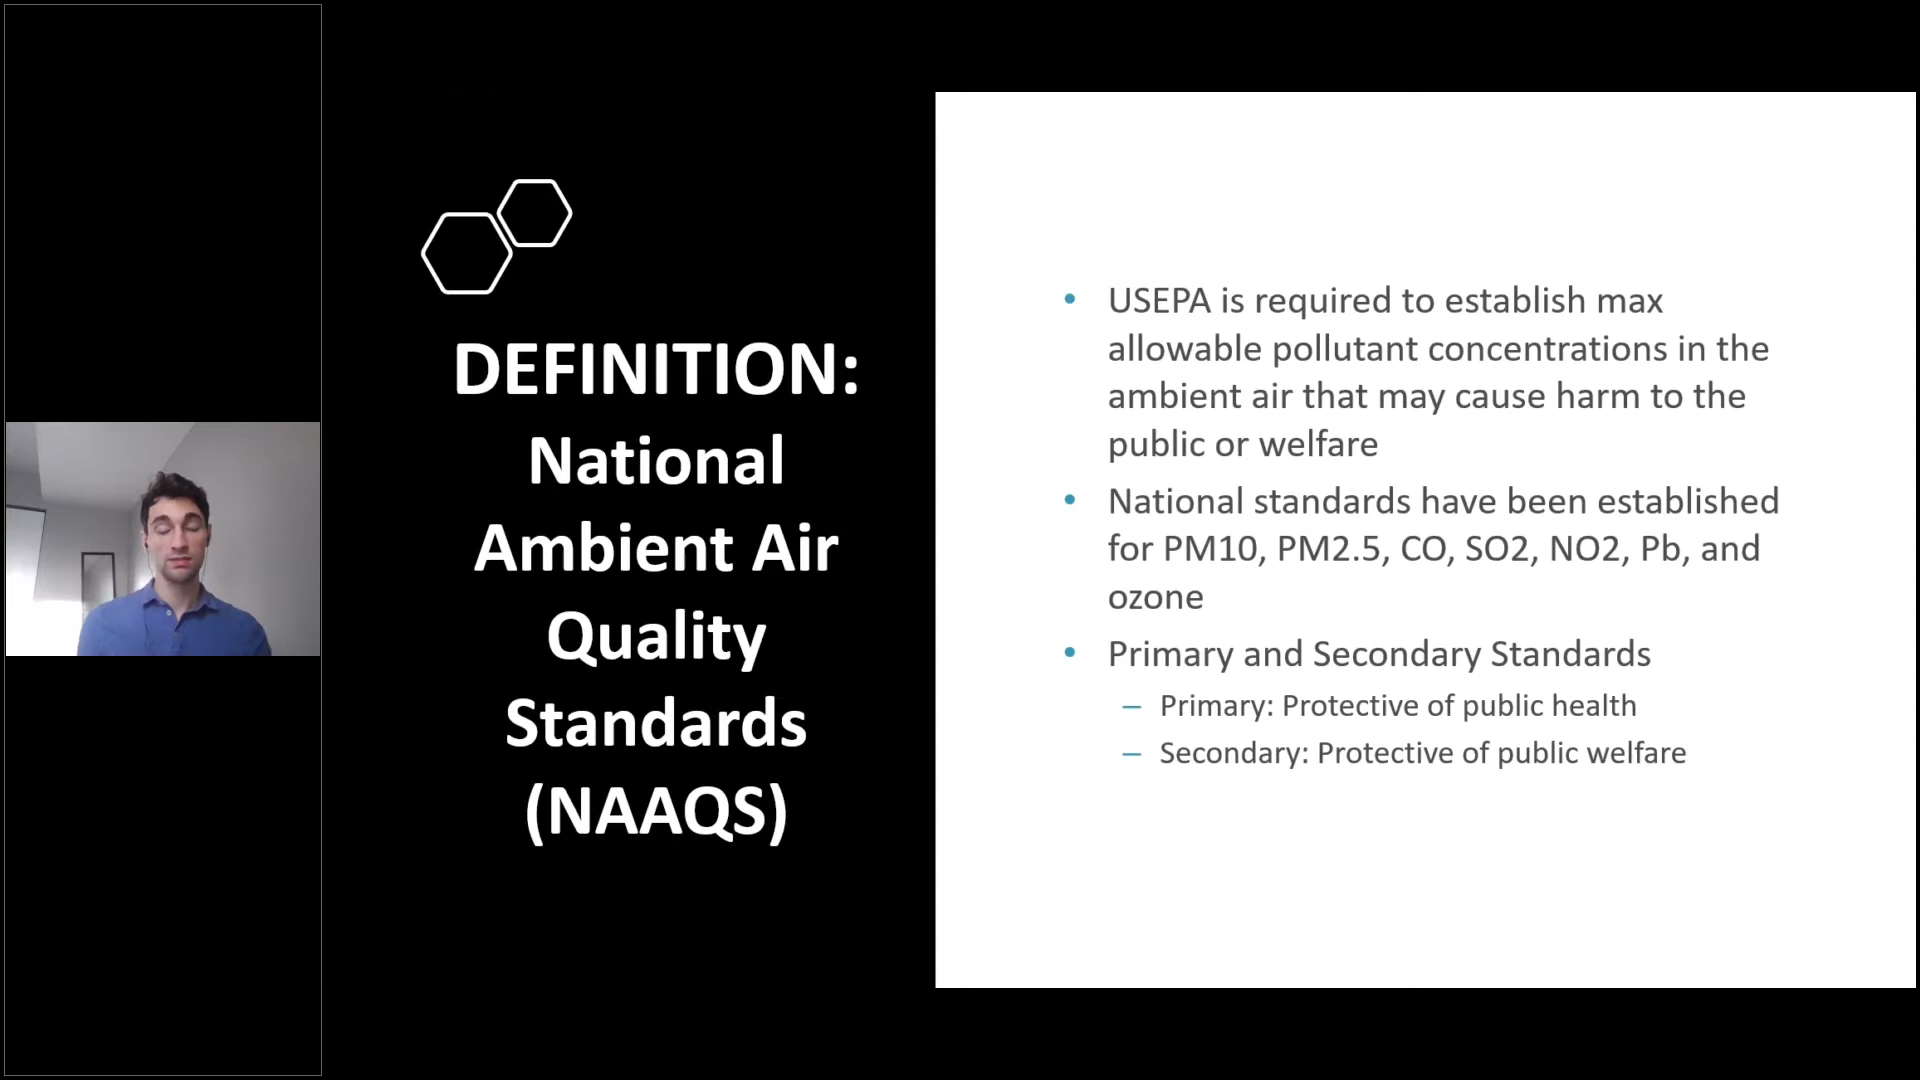 DEFINITION:
National
Ambient Air
Quality
Standards
(NAAQS)
• USEPA is required to establish max
allowable pollutant concentrations in the
ambient air that may cause harm to the
public or welfare
• National standards have been established
for PM10, PM2.5, CO, SO2, NO2, Pb, and
ozone
• Primary and Secondary Standards
– Primary: Protective of public health
– Secondary: Protective of public welfare